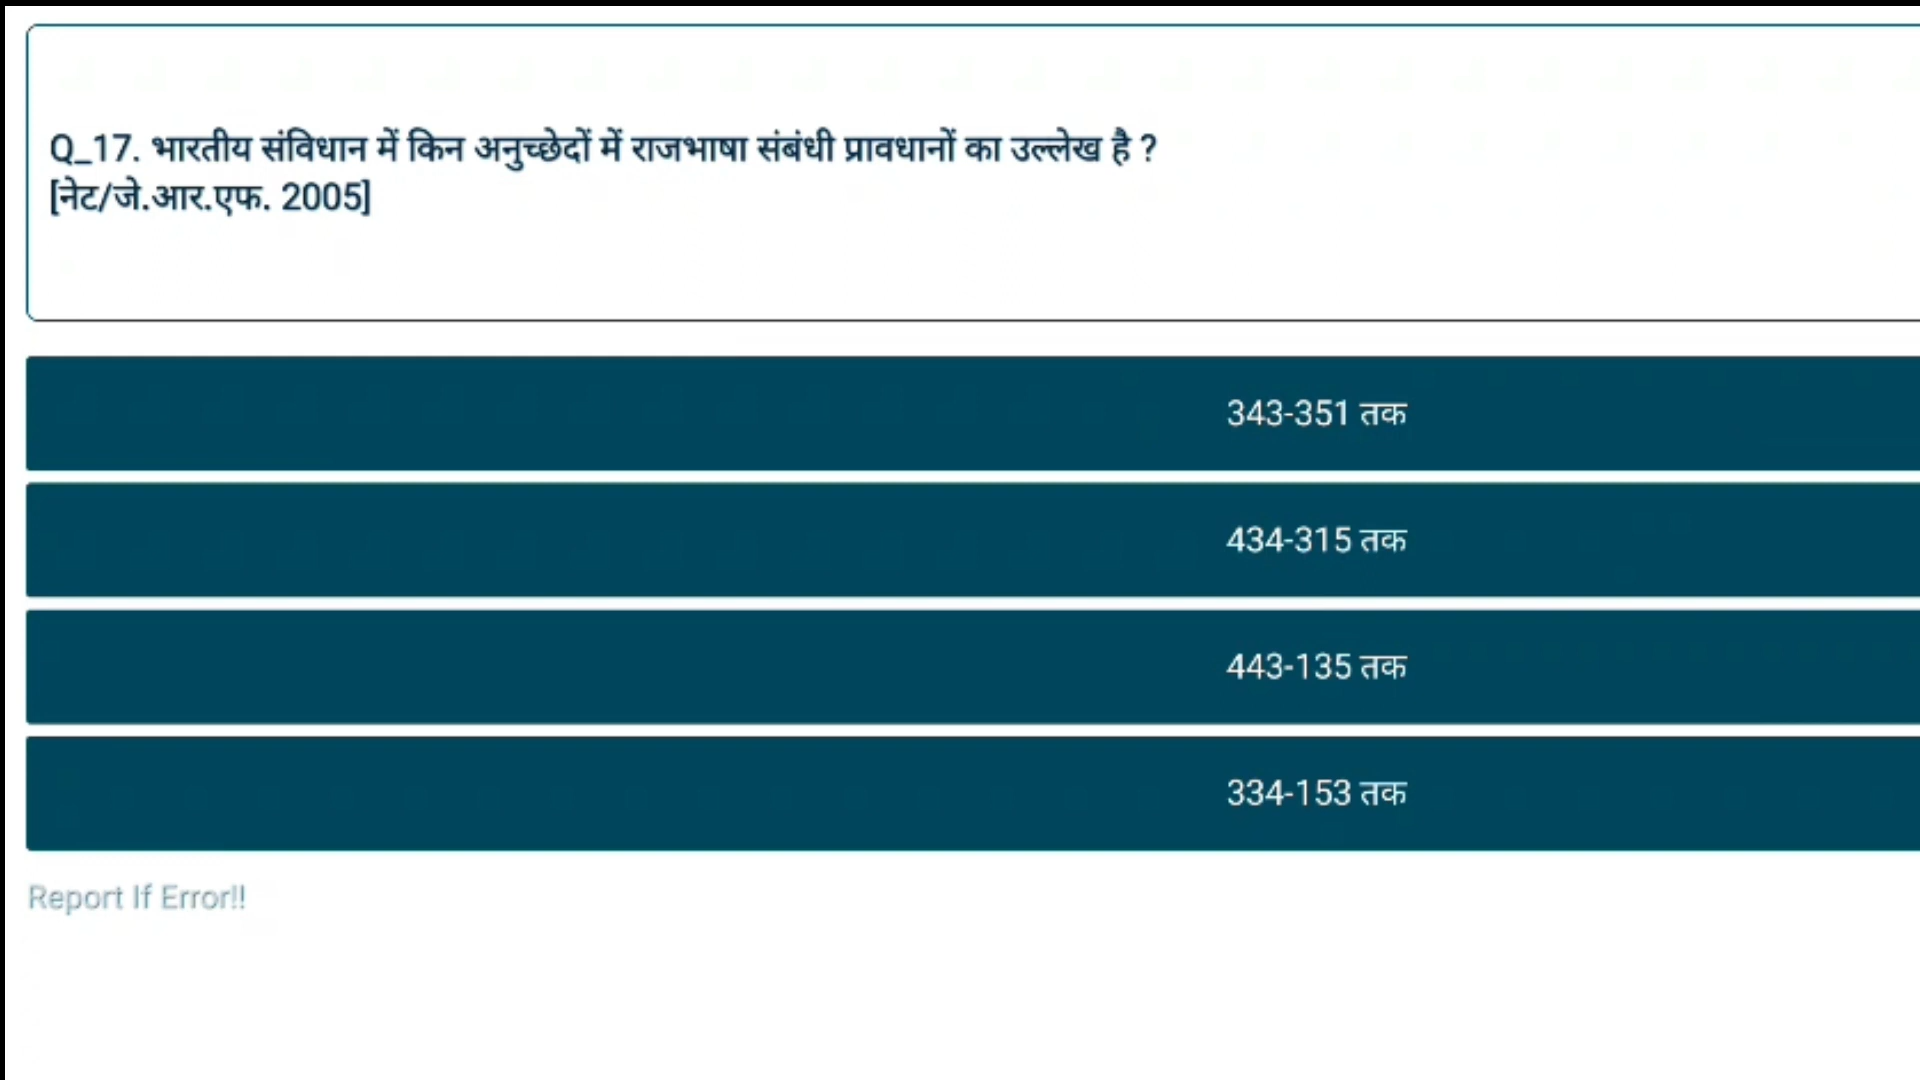 Q_17. भारतीय संविधान में किन अनुच्छेदों में राजभाषा संबंधी प्रावधानों का उल्लेख है ?
[नेट/जे.आर.एफ. 2005]
343-351 तक
434-315 तक
443-135 तक
334-153 तक
Report If Error!!